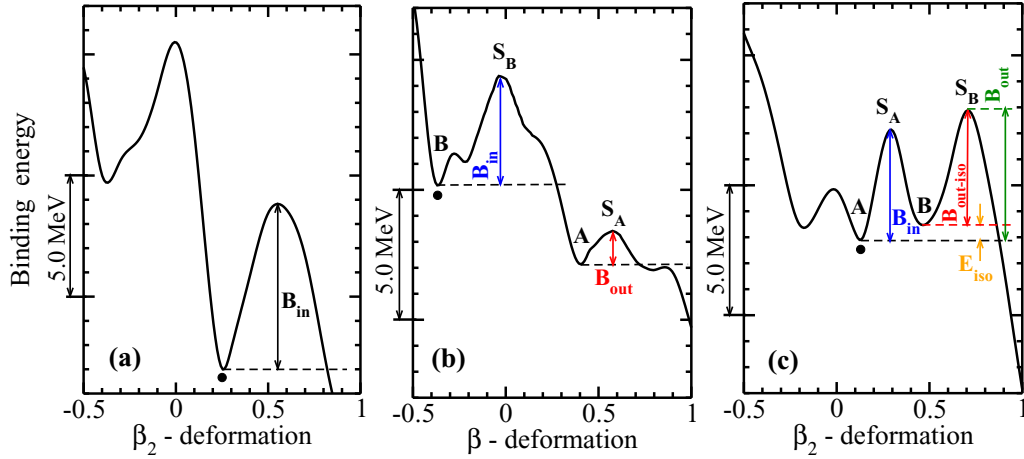 Binding energy
5.0 MeV
B_in
(a)
-0.5 0 0.5 1
β_2 - deformation
S_B
B
B_in
S_A
A
B_out
5.0 MeV
(b)
-0.5 0 0.5 1
β - deformation
S_B
B_out
S_A
A
B
B_out-iso
B_in
E_iso
5.0 MeV
(c)
-0.5 0 0.5 1
β_2 - deformation